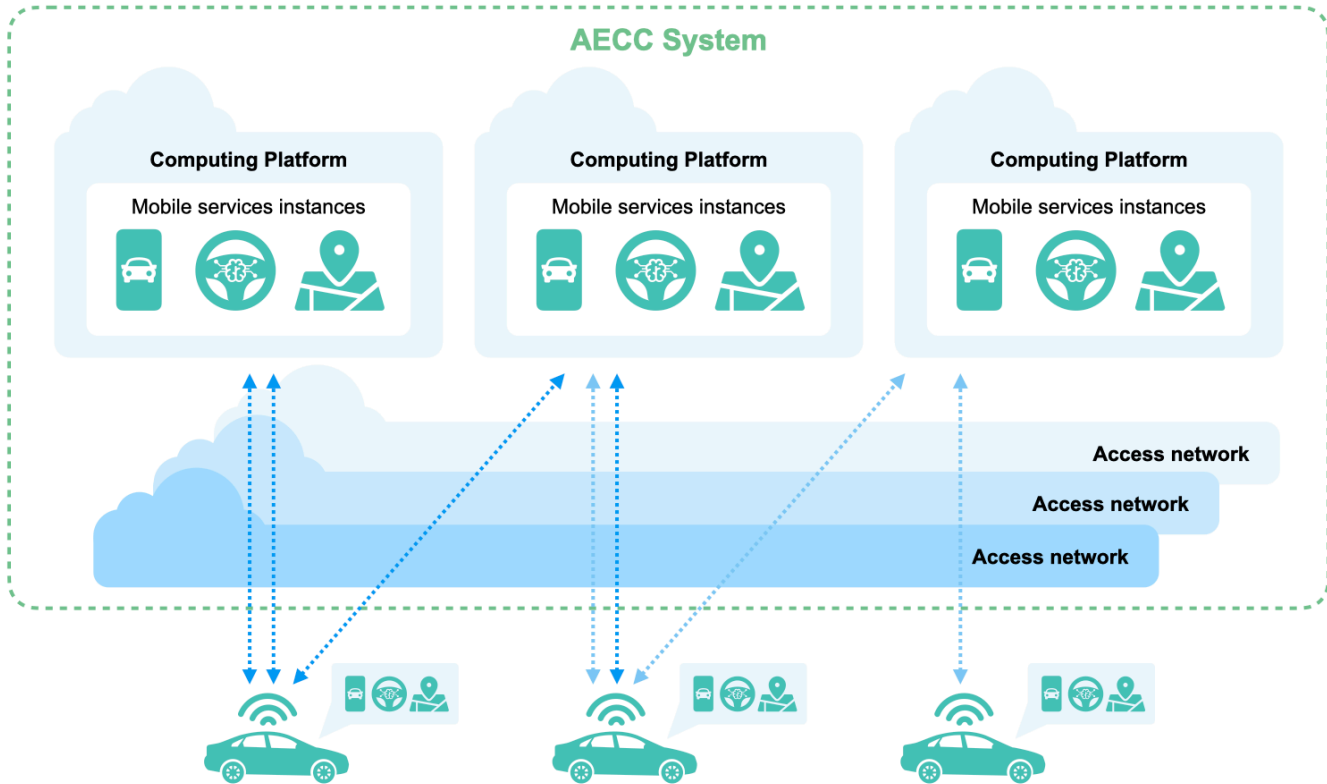 AECC System
Computing Platform
Mobile services instances
Computing Platform
Mobile services instances
Computing Platform
Mobile services instances
Access network
Access network
Access network